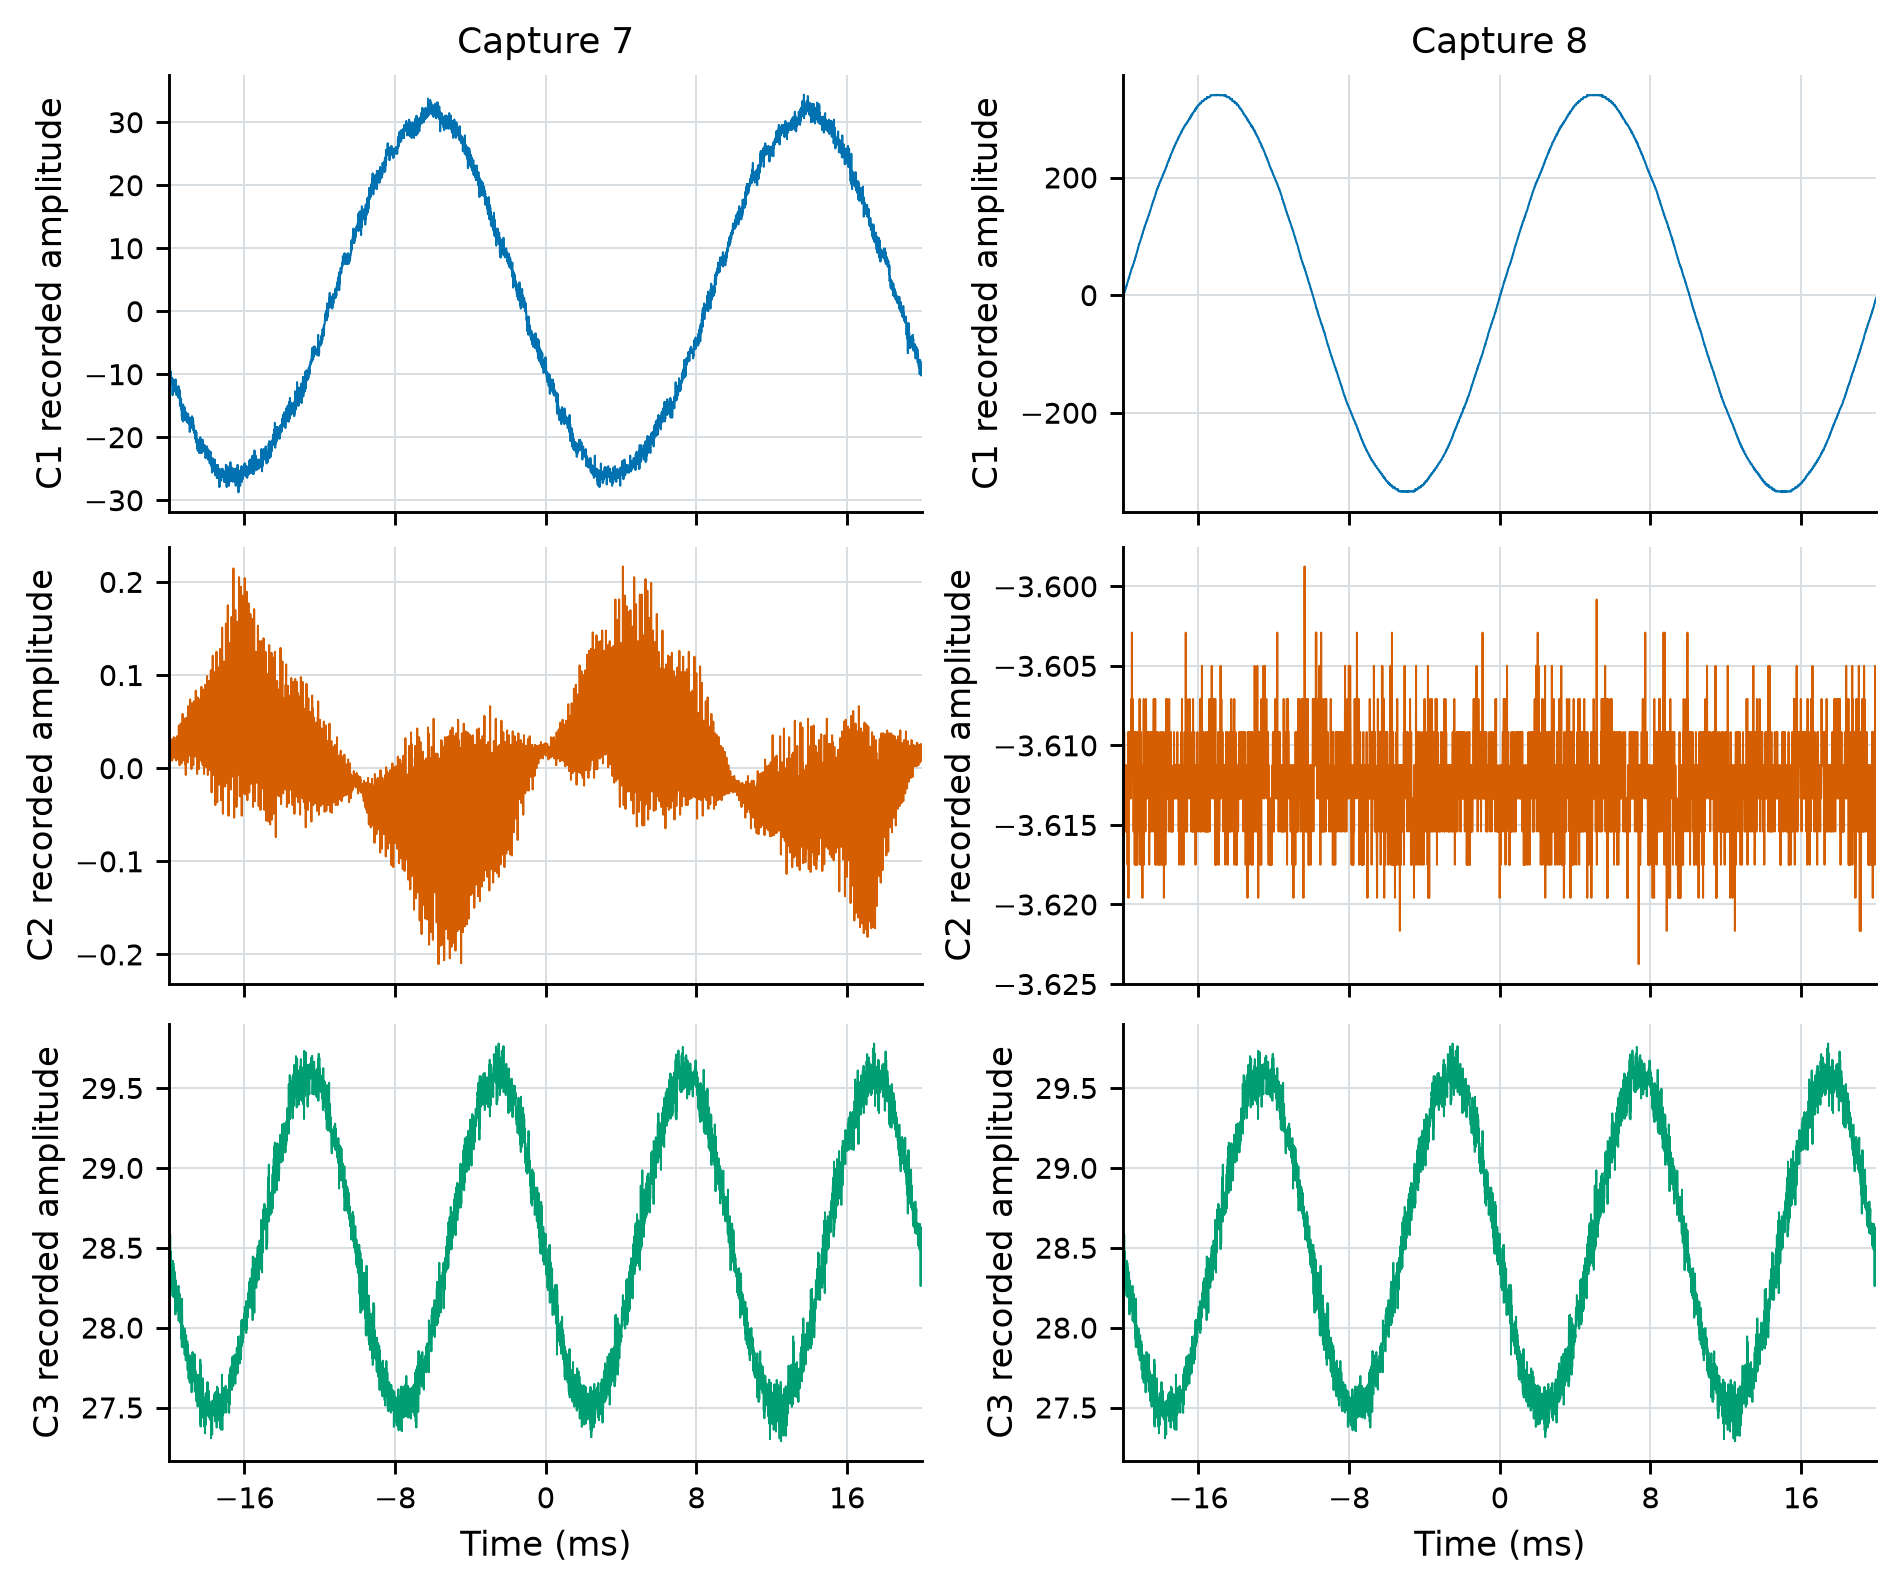 Capture 7
Capture 8
C1 recorded amplitude
30
20
10
0
−10
−20
−30
C1 recorded amplitude
200
0
−200
C2 recorded amplitude
0.2
0.1
0.0
−0.1
−0.2
C2 recorded amplitude
−3.600
−3.605
−3.610
−3.615
−3.620
−3.625
C3 recorded amplitude
29.5
29.0
28.5
28.0
27.5
−16 −8 0 8 16
Time (ms)
C3 recorded amplitude
29.5
29.0
28.5
28.0
27.5
−16 −8 0 8 16
Time (ms)